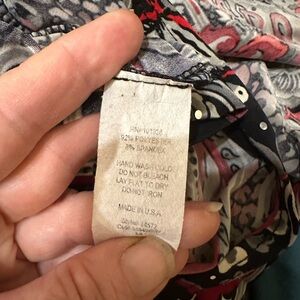 92% POLYESTER
8% SPANDEX
HAND WASH COLD
DO NOT BLEACH
LAY FLAT TO DRY
DO NOT IRON
MADE IN U.S.A.